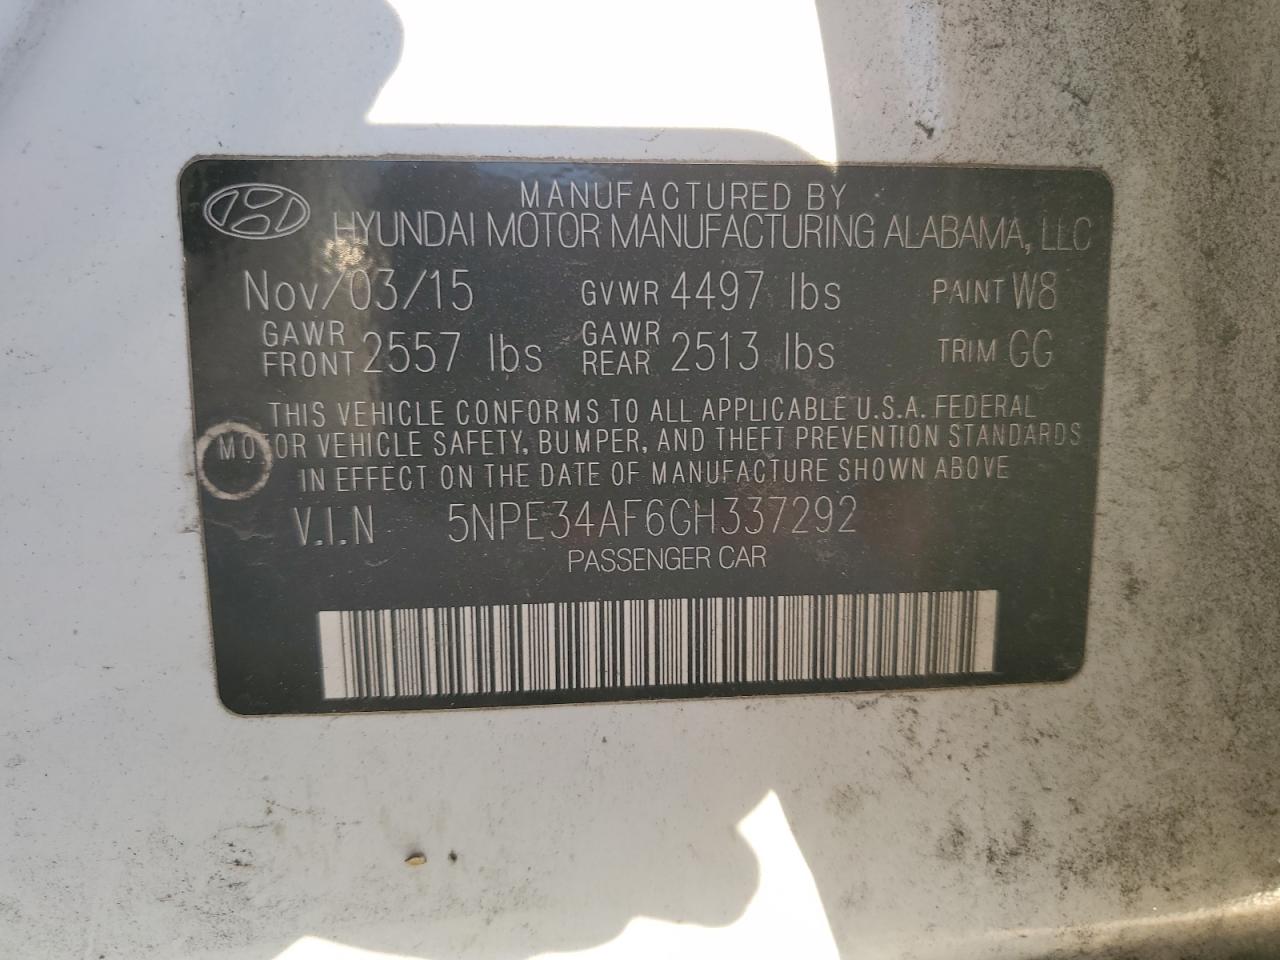 MANUFACTURED BY
HYUNDAI MOTOR MANUFACTURING ALABAMA, LLC
Nov/03/15 GVWR 4497 lbs PAINT W8
GAWR FRONT 2557 lbs GAWR REAR 2513 lbs TRIM GG
THIS VEHICLE CONFORMS TO ALL APPLICABLE U.S.A. FEDERAL
MOTOR VEHICLE SAFETY, BUMPER, AND THEFT PREVENTION STANDARDS
IN EFFECT ON THE DATE OF MANUFACTURE SHOWN ABOVE
V.I.N 5NPE34AF6GH337292
PASSENGER CAR